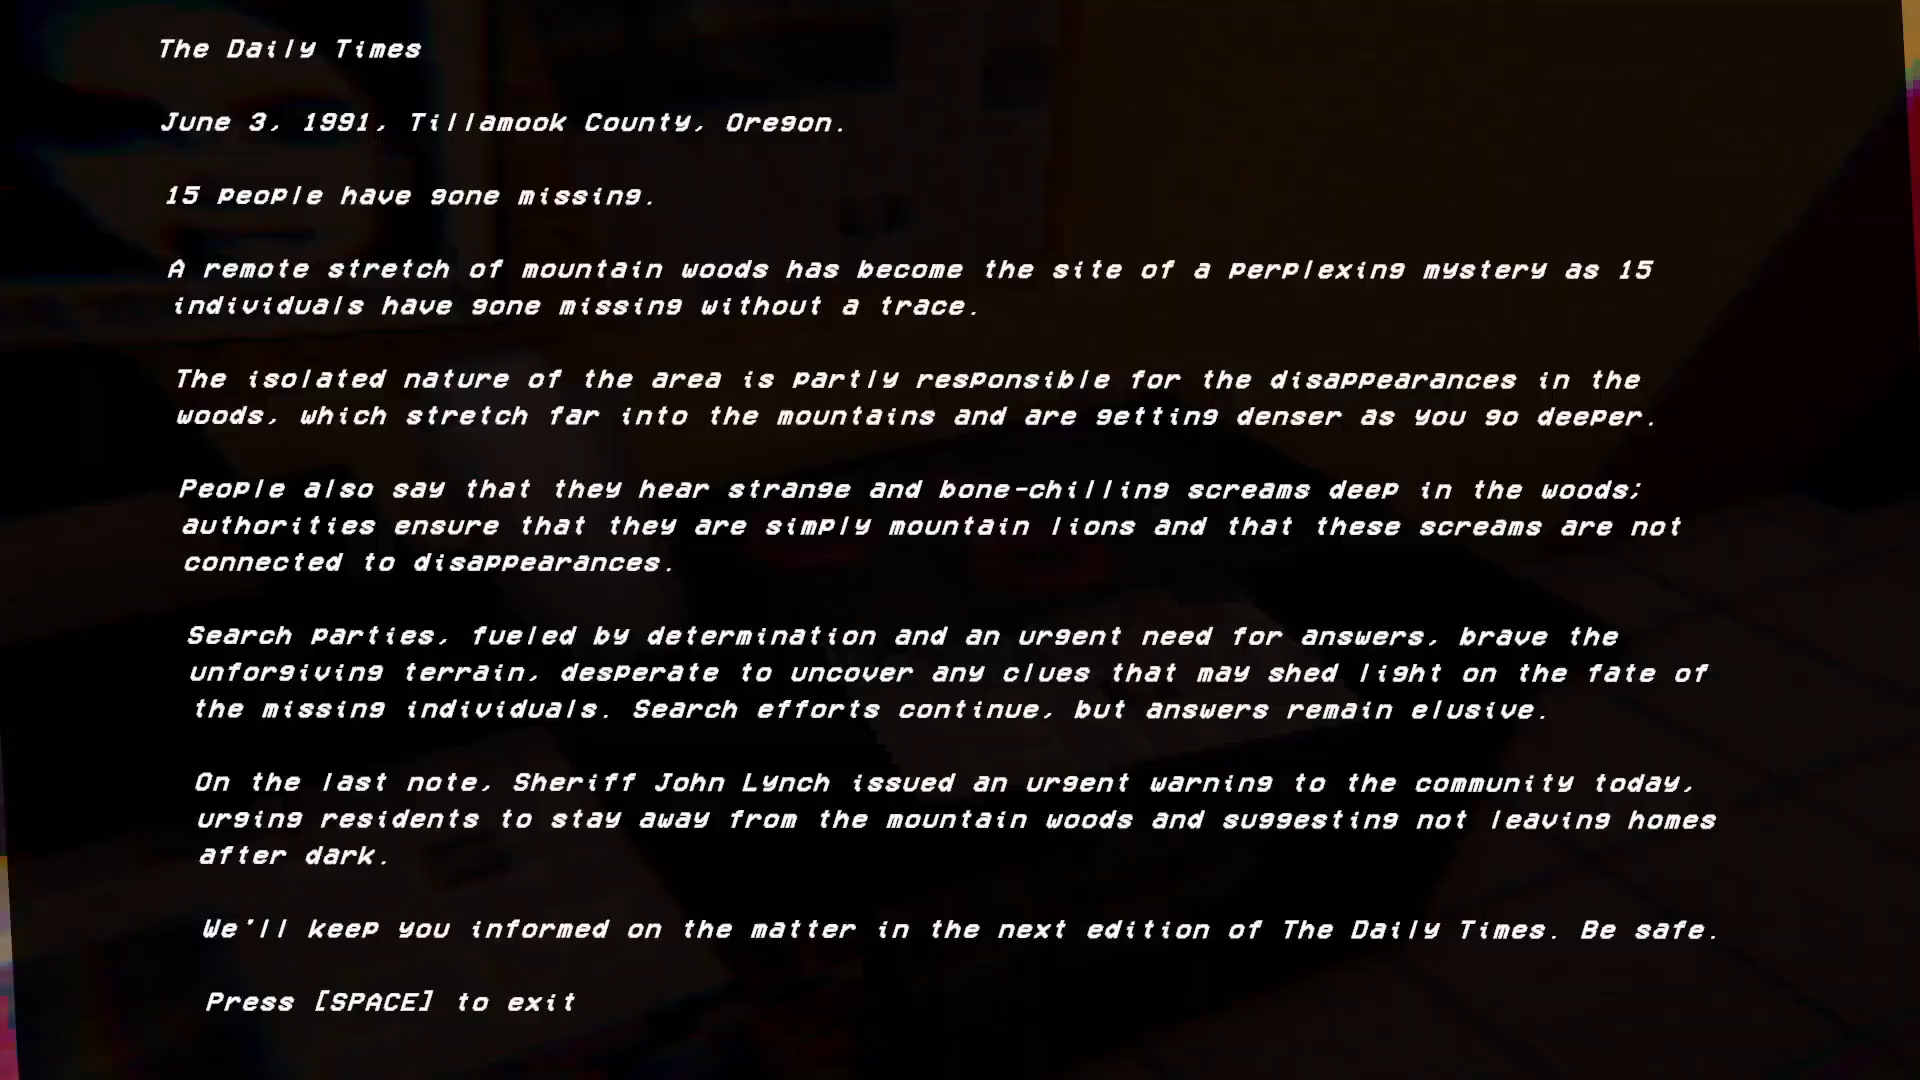 The Daily Times
June 3, 1991, Tillamook County, Oregon.
15 people have gone missing.
A remote stretch of mountain woods has become the site of a perplexing mystery as 15
individuals have gone missing without a trace.
The isolated nature of the area is partly responsible for the disappearances in the
woods, which stretch far into the mountains and are getting denser as you go deeper.
People also say that they hear strange and bone-chilling screams deep in the woods;
authorities ensure that they are simply mountain lions and that these screams are not
connected to disappearances.
Search parties, fueled by determination and an urgent need for answers, brave the
unforgiving terrain, desperate to uncover any clues that may shed light on the fate of
the missing individuals. Search efforts continue, but answers remain elusive.
On the last note, Sheriff John Lynch issued an urgent warning to the community today,
urging residents to stay away from the mountain woods and suggesting not leaving homes
after dark.
We'll keep you informed on the matter in the next edition of The Daily Times. Be safe.
Press [SPACE] to exit